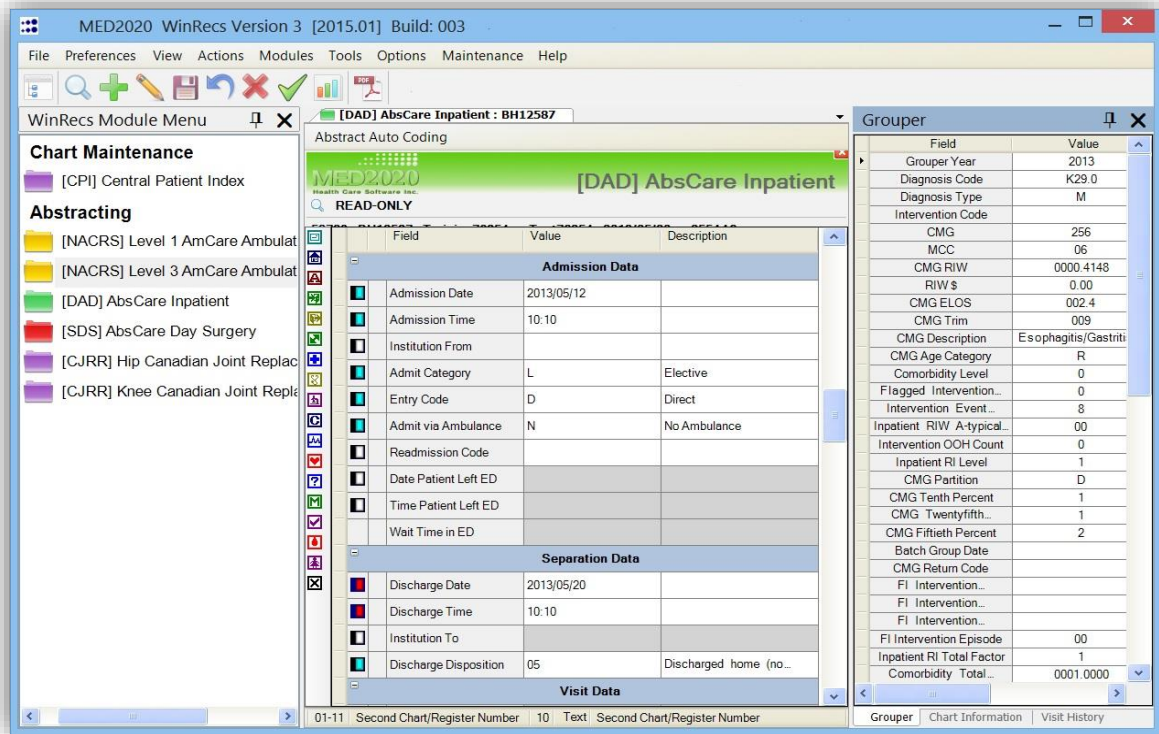 MED2020 WinRecs Version 3 [2015.01] Build: 003
File Preferences View Actions Modules Tools Options Maintenance Help
PDF
WinRecs Module Menu
Chart Maintenance
[CPI] Central Patient Index
Abstracting
[NACRS] Level 1 AmCare Ambulat
[NACRS] Level 3 AmCare Ambulat
[DAD] AbsCare Inpatient
[SDS] AbsCare Day Surgery
[CJRR] Hip Canadian Joint Replac
[CJRR] Knee Canadian Joint Repla
[DAD] AbsCare Inpatient : BH12587
Abstract Auto Coding
MED2020
Health Care Software Inc.
[DAD] AbsCare Inpatient
READ-ONLY
Field Value Description
Admission Data
Admission Date 2013/05/12
Admission Time 10:10
Institution From
Admit Category L Elective
Entry Code D Direct
Admit via Ambulance N No Ambulance
Readmission Code
Date Patient Left ED
Time Patient Left ED
Wait Time in ED
Separation Data
Discharge Date 2013/05/20
Discharge Time 10:10
Institution To
Discharge Disposition 05 Discharged home (no...
Visit Data
01-11 Second Chart/Register Number 10 Text Second Chart/Register Number
Grouper
Field Value
Grouper Year 2013
Diagnosis Code K29.0
Diagnosis Type M
Intervention Code
CMG 256
MCC 06
CMG RIW 0000.4148
RIW $ 0.00
CMG ELOS 002.4
CMG Trim 009
CMG Description Esophagitis/Gastriti
CMG Age Category R
Comorbidity Level 0
Flagged Intervention... 0
Intervention Event... 8
Inpatient RIW A-typical... 00
Intervention OOH Count 0
Inpatient RI Level 1
CMG Partition D
CMG Tenth Percent 1
CMG Twentyfifth... 1
CMG Fiftieth Percent 2
Batch Group Date
CMG Return Code
FI Intervention...
FI Intervention...
FI Intervention...
FI Intervention Episode 00
Inpatient RI Total Factor 1
Comorbidity Total... 0001.0000
Grouper Chart Information Visit History